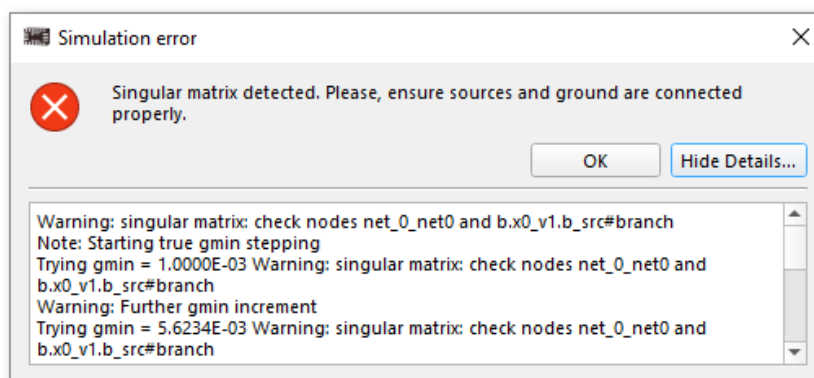 Simulation error
Singular matrix detected. Please, ensure sources and ground are connected
properly.
OK
Hide Details...
Warning: singular matrix: check nodes net_0_net0 and b.x0_v1.b_src#branch
Note: Starting true gmin stepping
Trying gmin = 1.0000E-03 Warning: singular matrix: check nodes net_0_net0 and
b.x0_v1.b_src#branch
Warning: Further gmin increment
Trying gmin = 5.6234E-03 Warning: singular matrix: check nodes net_0_net0 and
b.x0_v1.b_src#branch